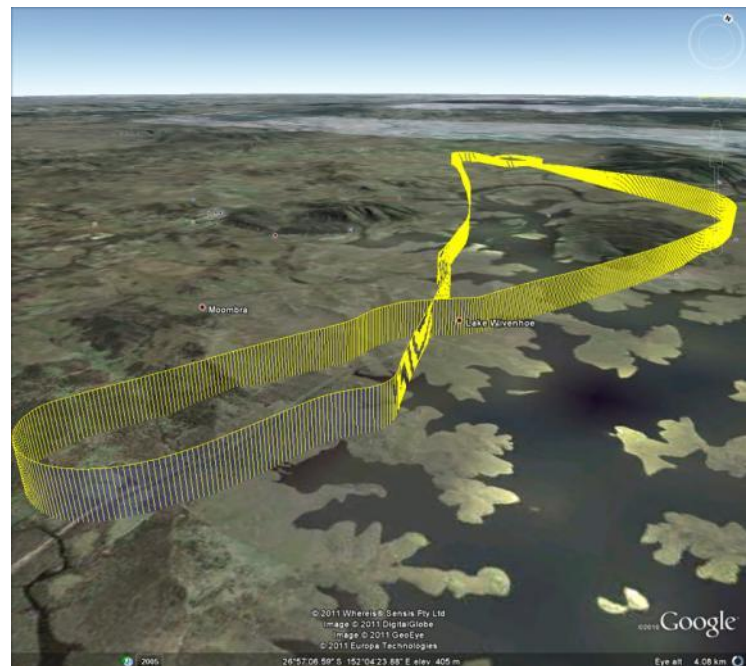 N
Moombra
Lake Wivenhoe
© 2011 Whereis® Sensis Pty Ltd
Image © 2011 DigitalGlobe
Image © 2011 GeoEye
© 2011 Europa Technologies
©2010 Google
2005 26°57'06.59" S 152°04'23.88" E elev 405 m Eye alt 4.08 km